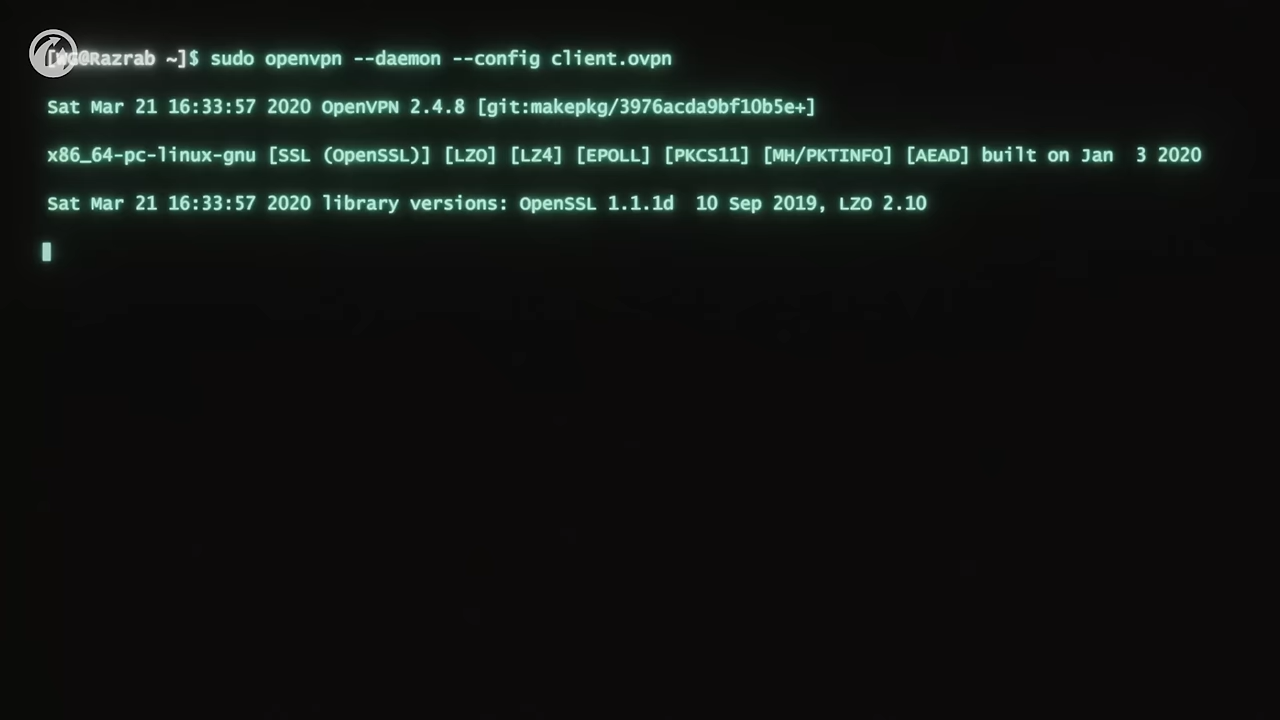 [WG@Razrab ~]$ sudo openvpn --daemon --config client.ovpn
Sat Mar 21 16:33:57 2020 OpenVPN 2.4.8 [git:makepkg/3976acda9bf10b5e+]
x86_64-pc-linux-gnu [SSL (OpenSSL)] [LZO] [LZ4] [EPOLL] [PKCS11] [MH/PKTINFO] [AEAD] built on Jan  3 2020
Sat Mar 21 16:33:57 2020 library versions: OpenSSL 1.1.1d  10 Sep 2019, LZO 2.10